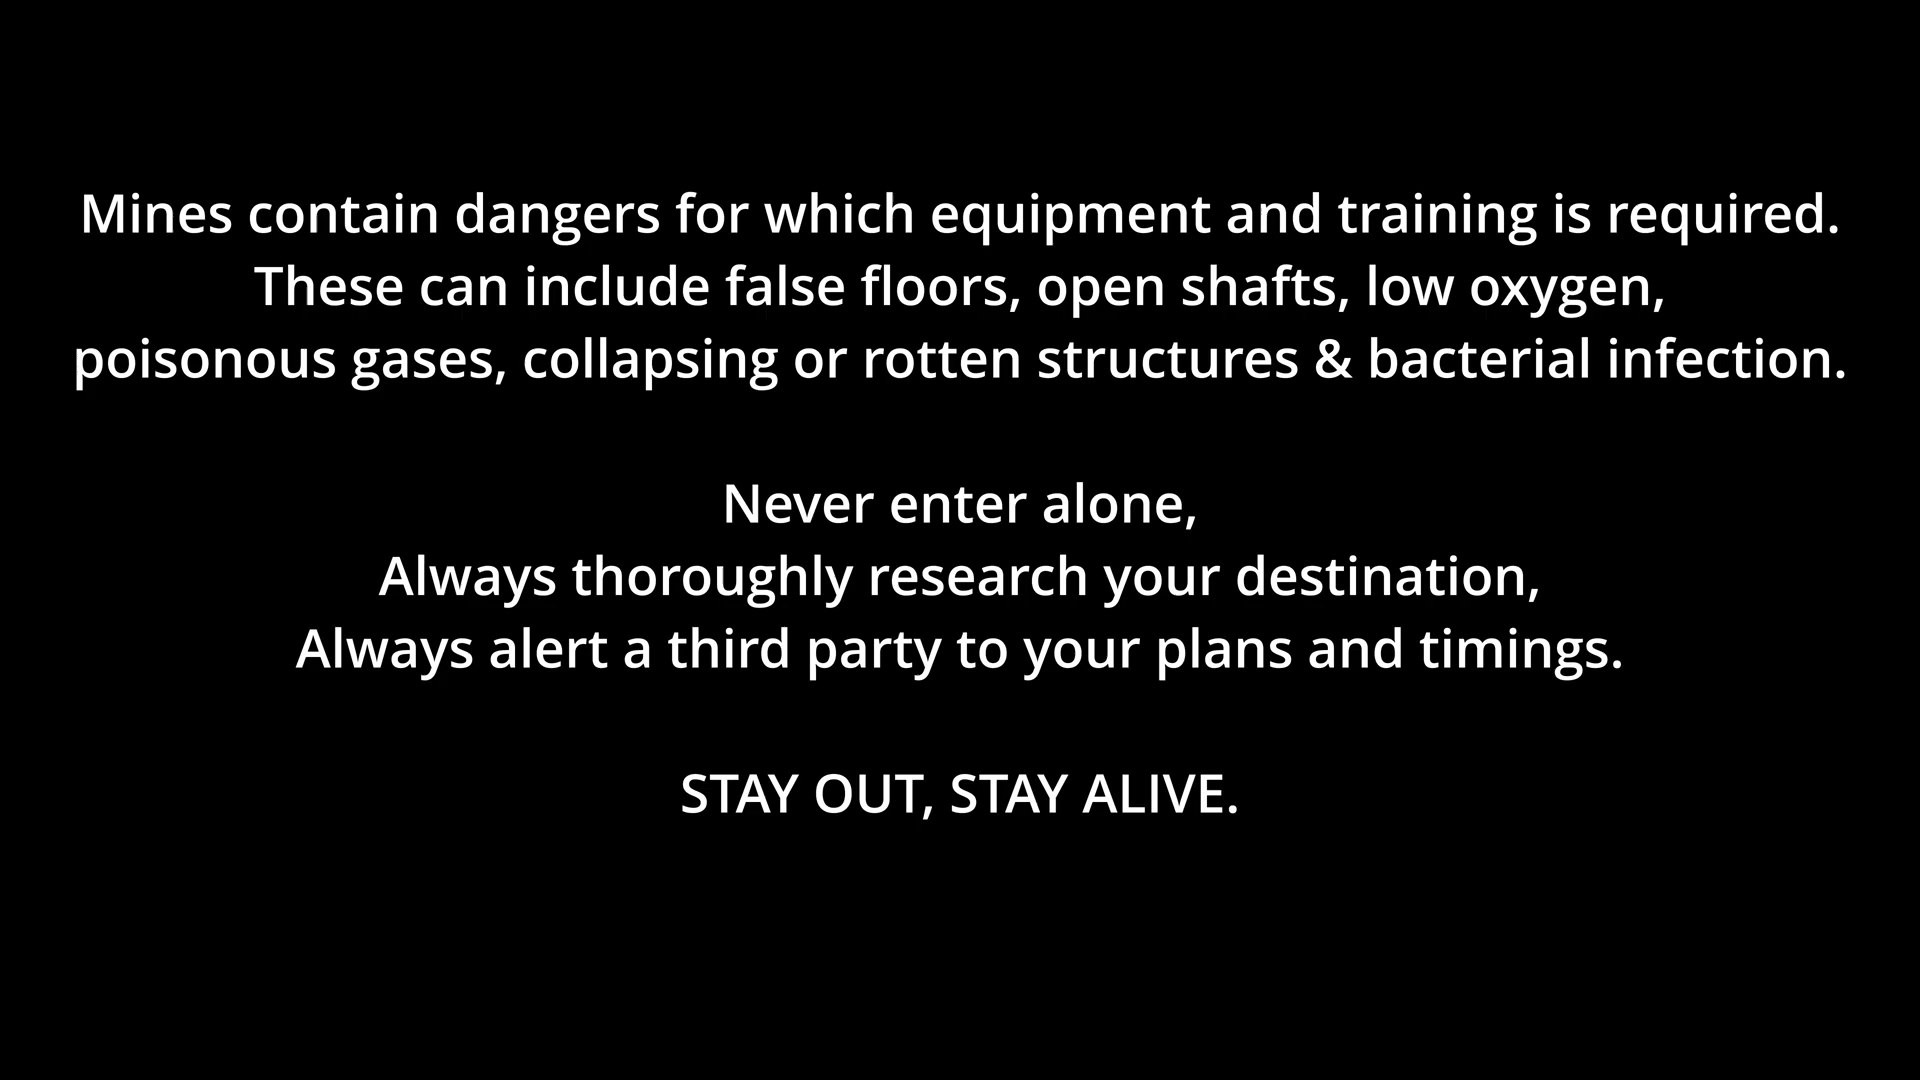 Mines contain dangers for which equipment and training is required.
These can include false floors, open shafts, low oxygen,
poisonous gases, collapsing or rotten structures & bacterial infection.
Never enter alone,
Always thoroughly research your destination,
Always alert a third party to your plans and timings.
STAY OUT, STAY ALIVE.